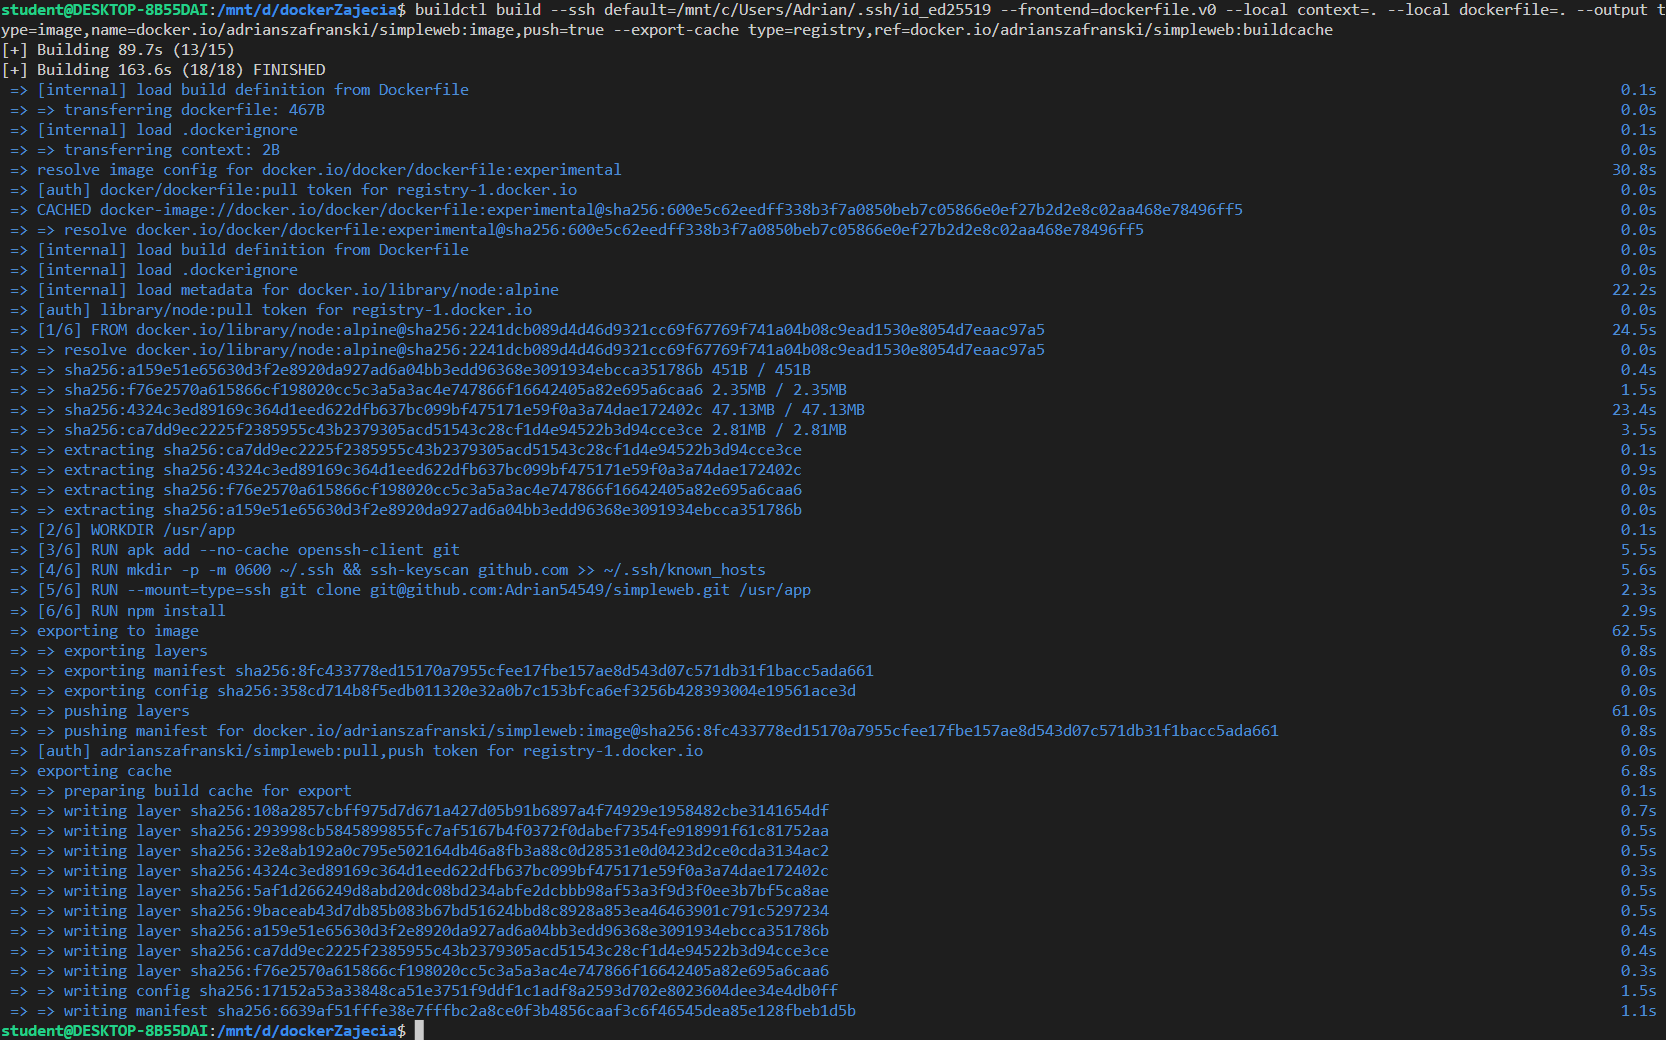 student@DESKTOP-8B55DAI:/mnt/d/dockerZajecia$ buildctl build --ssh default=/mnt/c/Users/Adrian/.ssh/id_ed25519 --frontend=dockerfile.v0 --local context=. --local dockerfile=. --output t
ype=image,name=docker.io/adrianszafranski/simpleweb:image,push=true --export-cache type=registry,ref=docker.io/adrianszafranski/simpleweb:buildcache
[+] Building 89.7s (13/15)
[+] Building 163.6s (18/18) FINISHED
=> [internal] load build definition from Dockerfile 0.1s
=> => transferring dockerfile: 467B 0.0s
=> [internal] load .dockerignore 0.1s
=> => transferring context: 2B 0.0s
=> resolve image config for docker.io/docker/dockerfile:experimental 30.8s
=> [auth] docker/dockerfile:pull token for registry-1.docker.io 0.0s
=> CACHED docker-image://docker.io/docker/dockerfile:experimental@sha256:600e5c62eedff338b3f7a0850beb7c05866e0ef27b2d2e8c02aa468e78496ff5 0.0s
=> => resolve docker.io/docker/dockerfile:experimental@sha256:600e5c62eedff338b3f7a0850beb7c05866e0ef27b2d2e8c02aa468e78496ff5 0.0s
=> [internal] load build definition from Dockerfile 0.0s
=> [internal] load .dockerignore 0.0s
=> [internal] load metadata for docker.io/library/node:alpine 22.2s
=> [auth] library/node:pull token for registry-1.docker.io 0.0s
=> [1/6] FROM docker.io/library/node:alpine@sha256:2241dcb089d4d46d9321cc69f67769f741a04b08c9ead1530e8054d7eaac97a5 24.5s
=> => resolve docker.io/library/node:alpine@sha256:2241dcb089d4d46d9321cc69f67769f741a04b08c9ead1530e8054d7eaac97a5 0.0s
=> => sha256:a159e51e65630d3f2e8920da927ad6a04bb3edd96368e3091934ebcca351786b 451B / 451B 0.4s
=> => sha256:f76e2570a615866cf198020cc5c3a5a3ac4e747866f16642405a82e695a6caa6 2.35MB / 2.35MB 1.5s
=> => sha256:4324c3ed89169c364d1eed622dfb637bc099bf475171e59f0a3a74dae172402c 47.13MB / 47.13MB 23.4s
=> => sha256:ca7dd9ec2225f2385955c43b2379305acd51543c28cf1d4e94522b3d94cce3ce 2.81MB / 2.81MB 3.5s
=> => extracting sha256:ca7dd9ec2225f2385955c43b2379305acd51543c28cf1d4e94522b3d94cce3ce 0.1s
=> => extracting sha256:4324c3ed89169c364d1eed622dfb637bc099bf475171e59f0a3a74dae172402c 0.9s
=> => extracting sha256:f76e2570a615866cf198020cc5c3a5a3ac4e747866f16642405a82e695a6caa6 0.0s
=> => extracting sha256:a159e51e65630d3f2e8920da927ad6a04bb3edd96368e3091934ebcca351786b 0.0s
=> [2/6] WORKDIR /usr/app 0.1s
=> [3/6] RUN apk add --no-cache openssh-client git 5.5s
=> [4/6] RUN mkdir -p -m 0600 ~/.ssh && ssh-keyscan github.com >> ~/.ssh/known_hosts 5.6s
=> [5/6] RUN --mount=type=ssh git clone git@github.com:Adrian54549/simpleweb.git /usr/app 2.3s
=> [6/6] RUN npm install 2.9s
=> exporting to image 62.5s
=> => exporting layers 0.8s
=> => exporting manifest sha256:8fc433778ed15170a7955cfee17fbe157ae8d543d07c571db31f1bacc5ada661 0.0s
=> => exporting config sha256:358cd714b8f5edb011320e32a0b7c153bfca6ef3256b428393004e19561ace3d 0.0s
=> => pushing layers 61.0s
=> => pushing manifest for docker.io/adrianszafranski/simpleweb:image@sha256:8fc433778ed15170a7955cfee17fbe157ae8d543d07c571db31f1bacc5ada661 0.8s
=> [auth] adrianszafranski/simpleweb:pull,push token for registry-1.docker.io 0.0s
=> exporting cache 6.8s
=> => preparing build cache for export 0.1s
=> => writing layer sha256:108a2857cbff975d7d671a427d05b91b6897a4f74929e1958482cbe3141654df 0.7s
=> => writing layer sha256:293998cb5845899855fc7af5167b4f0372f0dabef7354fe918991f61c81752aa 0.5s
=> => writing layer sha256:32e8ab192a0c795e502164db46a8fb3a88c0d28531e0d0423d2ce0cda3134ac2 0.5s
=> => writing layer sha256:4324c3ed89169c364d1eed622dfb637bc099bf475171e59f0a3a74dae172402c 0.3s
=> => writing layer sha256:5af1d266249d8abd20dc08bd234abfe2dcbbb98af53a3f9d3f0ee3b7bf5ca8ae 0.5s
=> => writing layer sha256:9baceab43d7db85b083b67bd51624bbd8c8928a853ea46463901c791c5297234 0.5s
=> => writing layer sha256:a159e51e65630d3f2e8920da927ad6a04bb3edd96368e3091934ebcca351786b 0.4s
=> => writing layer sha256:ca7dd9ec2225f2385955c43b2379305acd51543c28cf1d4e94522b3d94cce3ce 0.4s
=> => writing layer sha256:f76e2570a615866cf198020cc5c3a5a3ac4e747866f16642405a82e695a6caa6 0.3s
=> => writing config sha256:17152a53a33848ca51e3751f9ddf1c1adf8a2593d702e8023604dee34e4db0ff 1.5s
=> => writing manifest sha256:6639af51fffe38e7fffbc2a8ce0f3b4856caaf3c6f46545dea85e128fbeb1d5b 1.1s
student@DESKTOP-8B55DAI:/mnt/d/dockerZajecia$